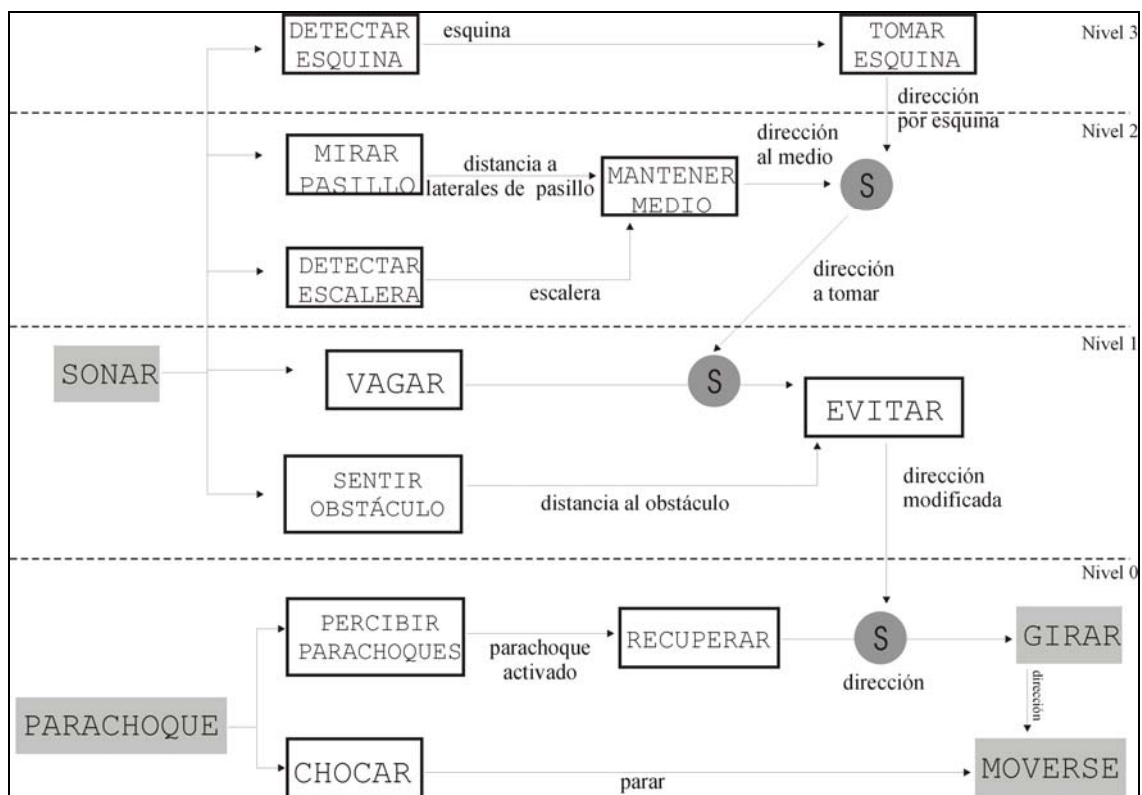 DETECTAR
ESQUINA
esquina
TOMAR
ESQUINA
Nivel 3
dirección
por esquina
Nivel 2
MIRAR
PASILLO
distancia a
laterales de pasillo
MANTENER
MEDIO
dirección
al medio
S
DETECTAR
ESCALERA
escalera
dirección
a tomar
Nivel 1
SONAR
VAGAR
S
EVITAR
SENTIR
OBSTÁCULO
distancia al obstáculo
dirección
modificada
Nivel 0
PERCIBIR
PARACHOQUES
parachoque
activado
RECUPERAR
S
dirección
GIRAR
dirección
PARACHOQUE
CHOCAR
parar
MOVERSE